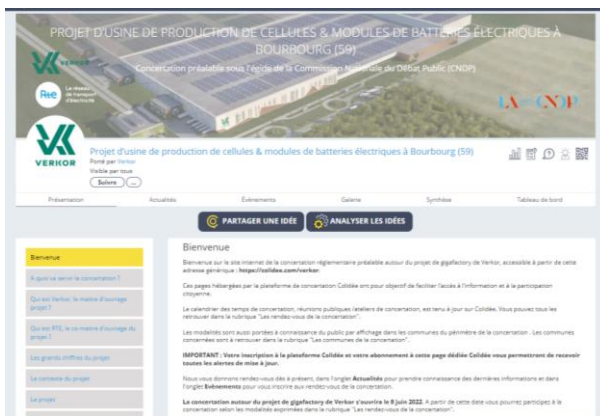 PROJET D'USINE DE PRODUCTION DE CELLULES & MODULES DE BATTERIES ÉLECTRIQUES À
BOURBOURG (59)
Concertation préalable sous l'égide de la Commission Nationale du Débat Public (CNDP)
VERKOR
Rte
Le réseau
de transport
d'électricité
LA CNDP
VERKOR
Projet d'usine de production de cellules & modules de batteries électriques à Bourbourg (59)
Porté par Verkor
Visible par tous
Suivre
...
Présentation
Actualités
Évènements
Galerie
Synthèse
Tableau de bord
PARTAGER UNE IDÉE
ANALYSER LES IDÉES
Bienvenue
A quoi va servir la concertation ?
Qui est Verkor, le maître d'ouvrage
projet ?
Qui est RTE, le co-maître d'ouvrage du
projet ?
Les grands chiffres du projet
Le contexte du projet
Le projet
Bienvenue
Bienvenue sur le site internet de la concertation réglementaire préalable autour du projet de gigafactory de Verkor, accessible à partir de cette
adresse générique : https://colidee.com/verkor.
Ces pages hébergées par la plateforme de concertation Colidée ont pour objectif de faciliter l'accès à l'information et à la participation
citoyenne.
Le calendrier des temps de concertation, réunions publiques /ateliers de concertation, est tenu à jour sur Colidée. Vous pouvez tous les
retrouver dans la rubrique "Les rendez-vous de la concertation".
Les modalités sont aussi portées à connaissance du public par affichage dans les communes du périmètre de la concertation . Les communes
concernées sont à retrouver dans la rubrique "Les communes de la concertation".
IMPORTANT : Votre inscription à la plateforme Colidée et votre abonnement à cette page dédiée Colidée vous permettront de recevoir
toutes les alertes de mise à jour.
Nous vous donnons rendez-vous dès à présent, dans l'onglet Actualités pour prendre connaissance des dernières informations et dans
l'onglet Evènements pour vous inscrire aux rendez-vous de la concertation.
La concertation autour du projet de gigafactory de Verkor s'ouvrira le 8 juin 2022. A partir de cette date vous pourrez participez à la
concertation selon les modalités exprimées dans la rubrique "Les rendez-vous de la concertation".